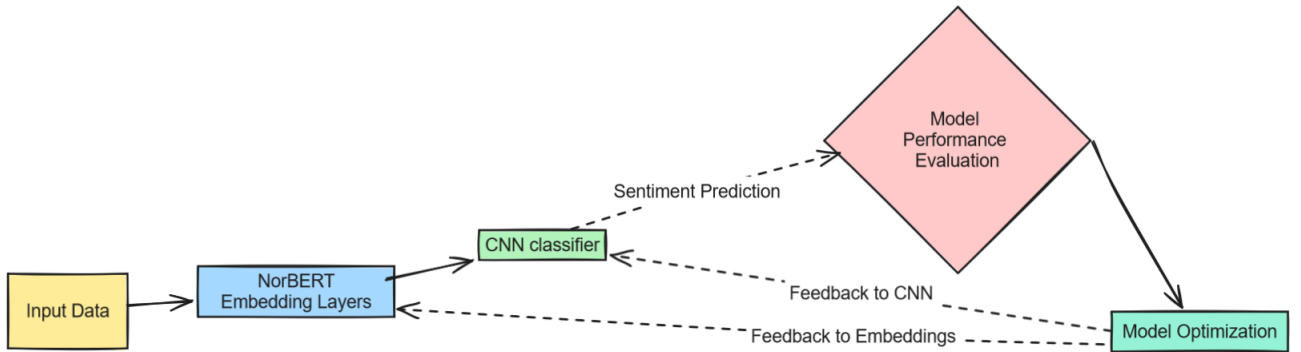 Model
Performance
Evaluation
Sentiment Prediction
CNN classifier
NorBERT
Embedding Layers
Input Data
Feedback to CNN
Feedback to Embeddings
Model Optimization